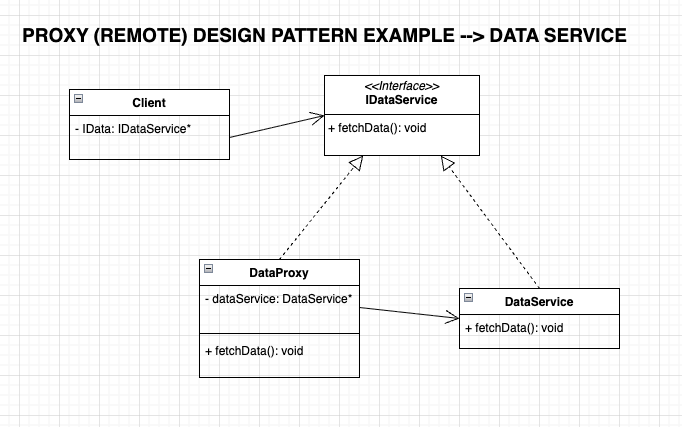 PROXY (REMOTE) DESIGN PATTERN EXAMPLE --> DATA SERVICE
Client
- IData: IDataService*
<<Interface>>
IDataService
+ fetchData(): void
DataProxy
- dataService: DataService*
+ fetchData(): void
DataService
+ fetchData(): void